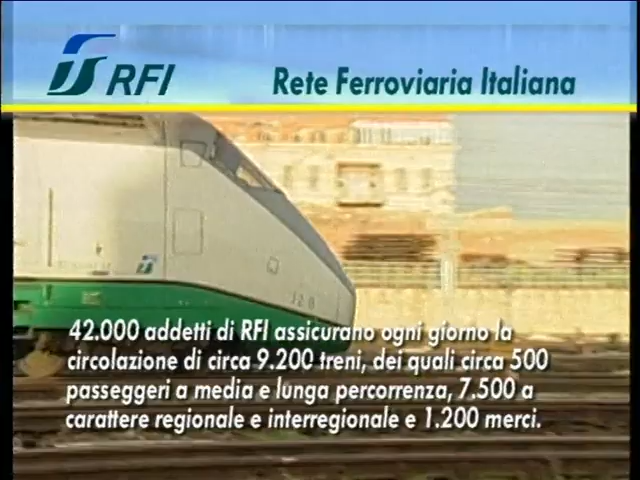 RFI Rete Ferroviaria Italiana
42.000 addetti di RFI assicurano ogni giorno la
circolazione di circa 9.200 treni, dei quali circa 500
passeggeri a media e lunga percorrenza, 7.500 a
carattere regionale e interregionale e 1.200 merci.